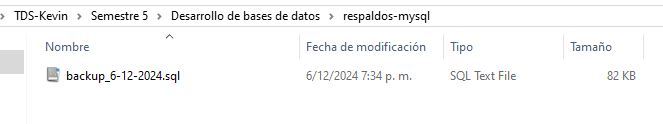 TDS-Kevin > Semestre 5 > Desarrollo de bases de datos > respaldos-mysql
Nombre Fecha de modificación Tipo Tamaño
backup_6-12-2024.sql 6/12/2024 7:34 p. m. SQL Text File 82 KB